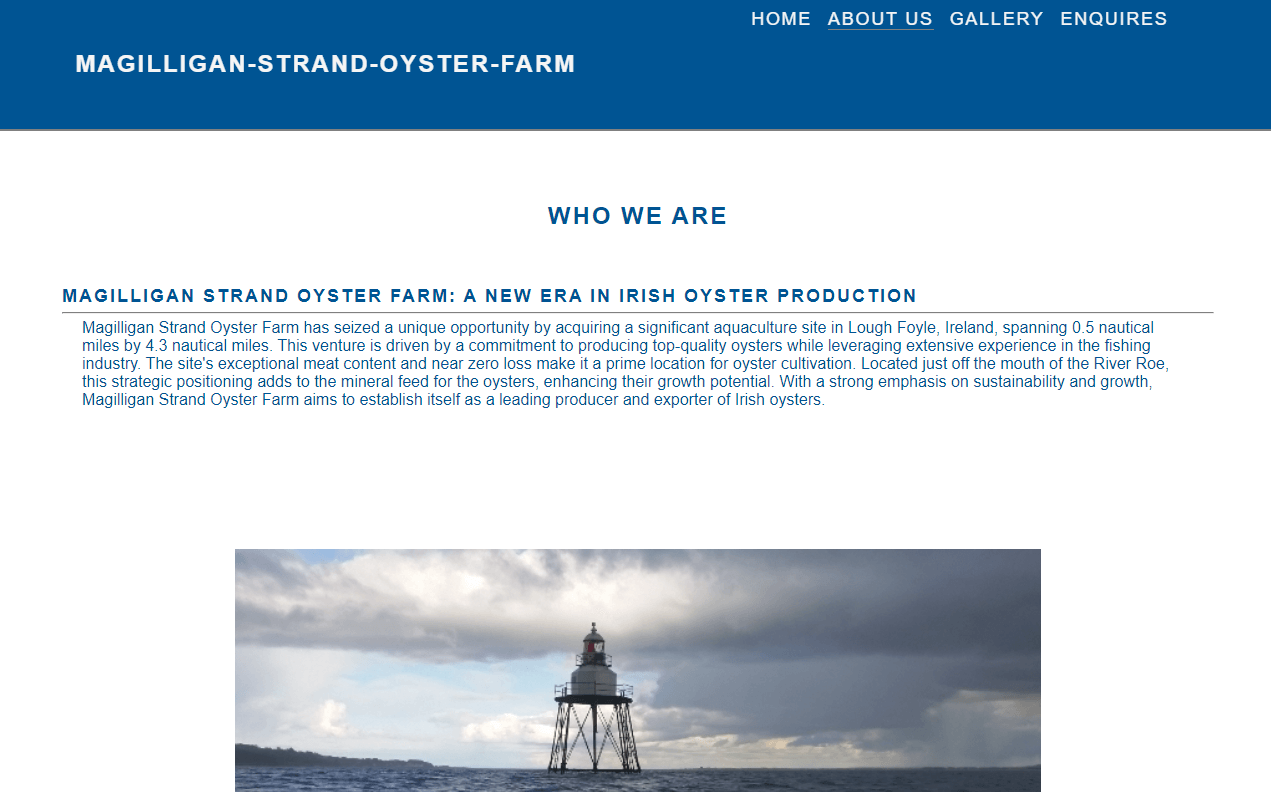 HOME ABOUT US GALLERY ENQUIRES
MAGILLIGAN-STRAND-OYSTER-FARM
WHO WE ARE
MAGILLIGAN STRAND OYSTER FARM: A NEW ERA IN IRISH OYSTER PRODUCTION
Magilligan Strand Oyster Farm has seized a unique opportunity by acquiring a significant aquaculture site in Lough Foyle, Ireland, spanning 0.5 nautical
miles by 4.3 nautical miles. This venture is driven by a commitment to producing top-quality oysters while leveraging extensive experience in the fishing
industry. The site's exceptional meat content and near zero loss make it a prime location for oyster cultivation. Located just off the mouth of the River Roe,
this strategic positioning adds to the mineral feed for the oysters, enhancing their growth potential. With a strong emphasis on sustainability and growth,
Magilligan Strand Oyster Farm aims to establish itself as a leading producer and exporter of Irish oysters.